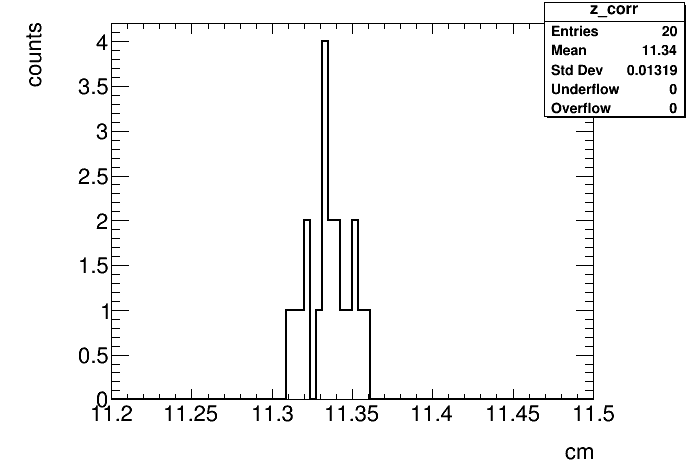 z_corr
Entries 20
Mean 11.34
Std Dev 0.01319
Underflow 0
Overflow 0
counts
4
3.5
3
2.5
2
1.5
1
0.5
0
11.2 11.25 11.3 11.35 11.4 11.45 11.5
cm